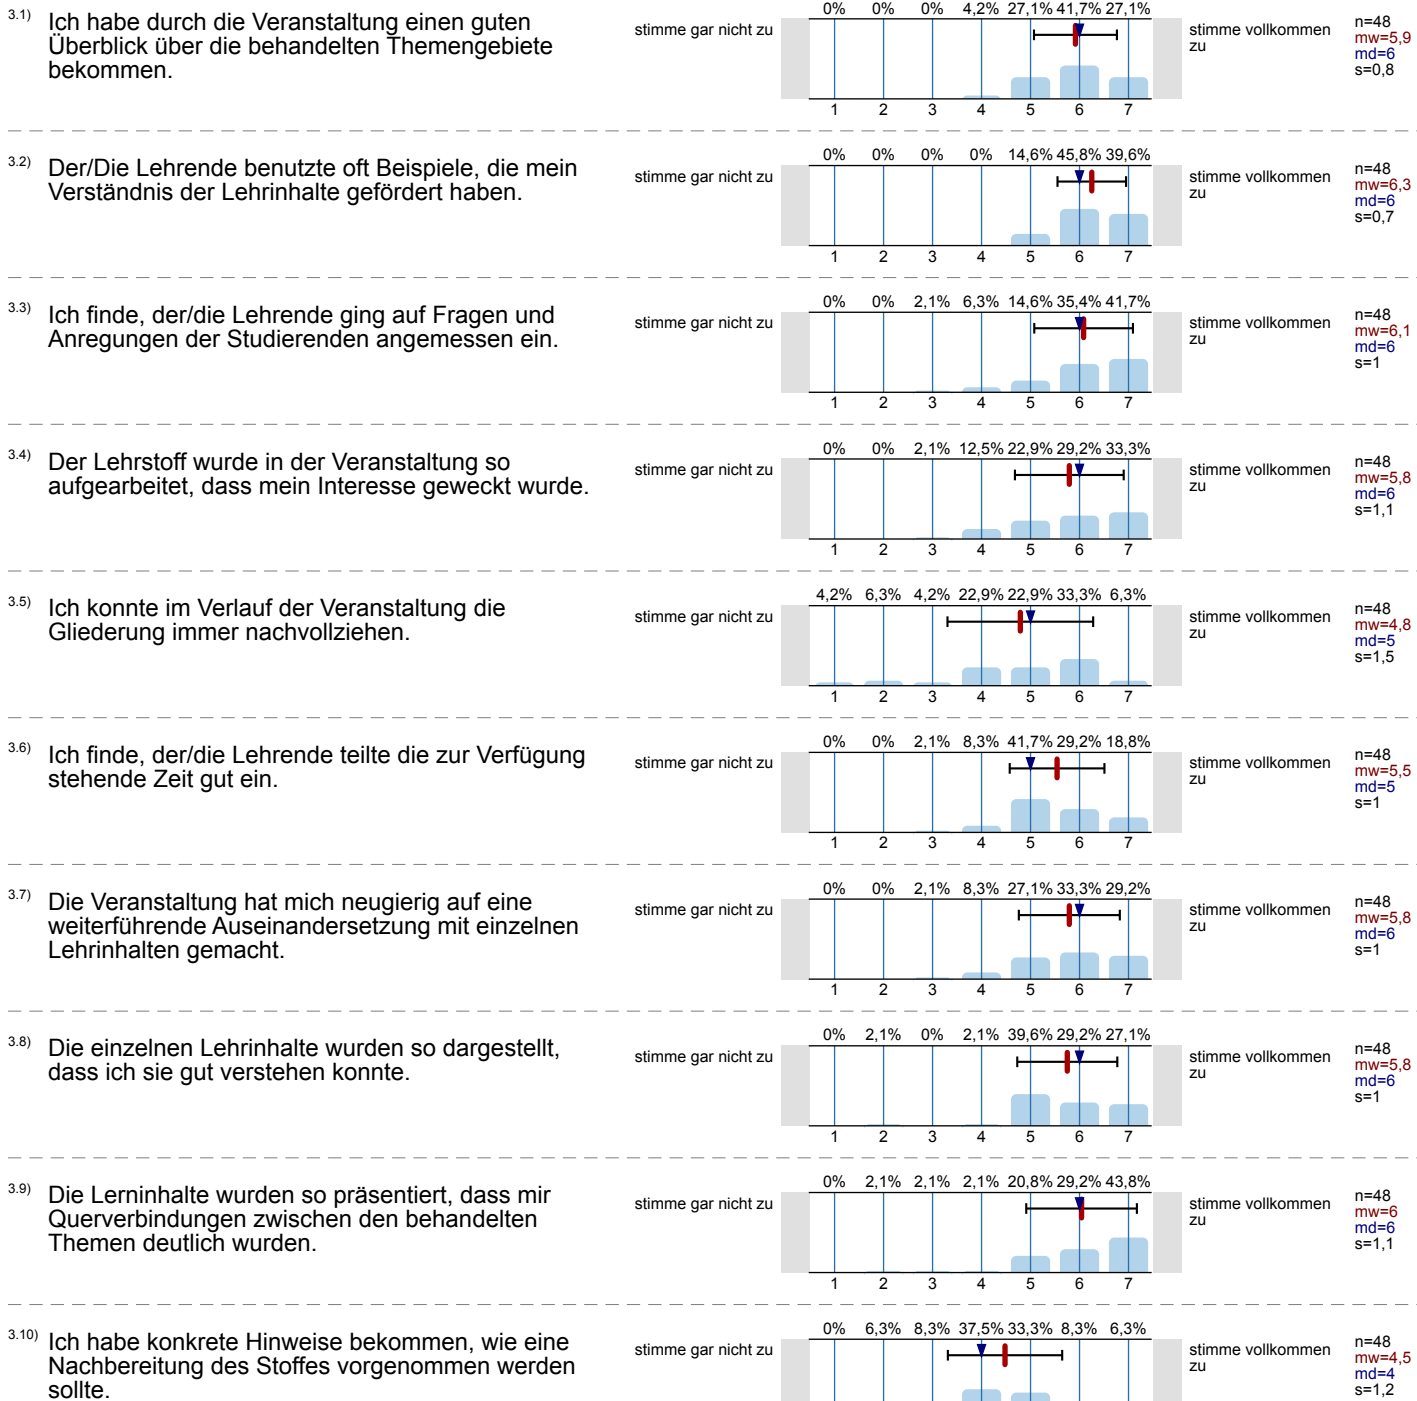 3.1) Ich habe durch die Veranstaltung einen guten
Überblick über die behandelten Themengebiete
bekommen.
stimme gar nicht zu
0% 0% 0% 4,2% 27,1% 41,7% 27,1%
1 2 3 4 5 6 7
stimme vollkommen
zu
n=48
mw=5,9
md=6
s=0,8
3.2) Der/Die Lehrende benutzte oft Beispiele, die mein
Verständnis der Lehrinhalte gefördert haben.
stimme gar nicht zu
0% 0% 0% 0% 14,6% 45,8% 39,6%
1 2 3 4 5 6 7
stimme vollkommen
zu
n=48
mw=6,3
md=6
s=0,7
3.3) Ich finde, der/die Lehrende ging auf Fragen und
Anregungen der Studierenden angemessen ein.
stimme gar nicht zu
0% 0% 2,1% 6,3% 14,6% 35,4% 41,7%
1 2 3 4 5 6 7
stimme vollkommen
zu
n=48
mw=6,1
md=6
s=1
3.4) Der Lehrstoff wurde in der Veranstaltung so
aufgearbeitet, dass mein Interesse geweckt wurde.
stimme gar nicht zu
0% 0% 2,1% 12,5% 22,9% 29,2% 33,3%
1 2 3 4 5 6 7
stimme vollkommen
zu
n=48
mw=5,8
md=6
s=1,1
3.5) Ich konnte im Verlauf der Veranstaltung die
Gliederung immer nachvollziehen.
stimme gar nicht zu
4,2% 6,3% 4,2% 22,9% 22,9% 33,3% 6,3%
1 2 3 4 5 6 7
stimme vollkommen
zu
n=48
mw=4,8
md=5
s=1,5
3.6) Ich finde, der/die Lehrende teilte die zur Verfügung
stehende Zeit gut ein.
stimme gar nicht zu
0% 0% 2,1% 8,3% 41,7% 29,2% 18,8%
1 2 3 4 5 6 7
stimme vollkommen
zu
n=48
mw=5,5
md=5
s=1
3.7) Die Veranstaltung hat mich neugierig auf eine
weiterführende Auseinandersetzung mit einzelnen
Lehrinhalten gemacht.
stimme gar nicht zu
0% 0% 2,1% 8,3% 27,1% 33,3% 29,2%
1 2 3 4 5 6 7
stimme vollkommen
zu
n=48
mw=5,8
md=6
s=1
3.8) Die einzelnen Lehrinhalte wurden so dargestellt,
dass ich sie gut verstehen konnte.
stimme gar nicht zu
0% 2,1% 0% 2,1% 39,6% 29,2% 27,1%
1 2 3 4 5 6 7
stimme vollkommen
zu
n=48
mw=5,8
md=6
s=1
3.9) Die Lerninhalte wurden so präsentiert, dass mir
Querverbindungen zwischen den behandelten
Themen deutlich wurden.
stimme gar nicht zu
0% 2,1% 2,1% 2,1% 20,8% 29,2% 43,8%
1 2 3 4 5 6 7
stimme vollkommen
zu
n=48
mw=6
md=6
s=1,1
3.10) Ich habe konkrete Hinweise bekommen, wie eine
Nachbereitung des Stoffes vorgenommen werden
sollte.
stimme gar nicht zu
0% 6,3% 8,3% 37,5% 33,3% 8,3% 6,3%
stimme vollkommen
zu
n=48
mw=4,5
md=4
s=1,2